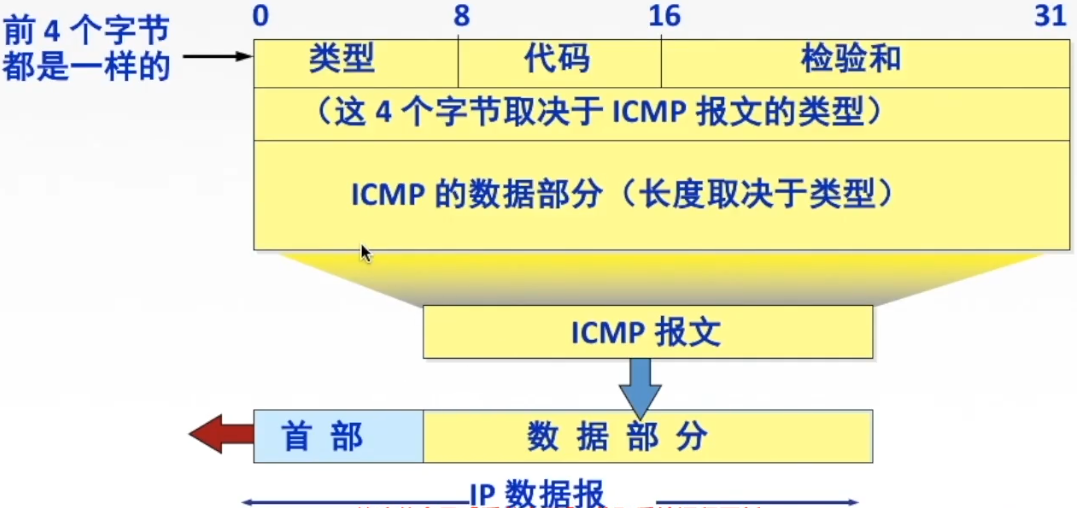 0 8 16 31
前 4 个字节
都是一样的
类型 代码 检验和
（这 4 个字节取决于 ICMP 报文的类型）
ICMP 的数据部分（长度取决于类型）
ICMP 报文
首 部 数 据 部 分
IP 数据报